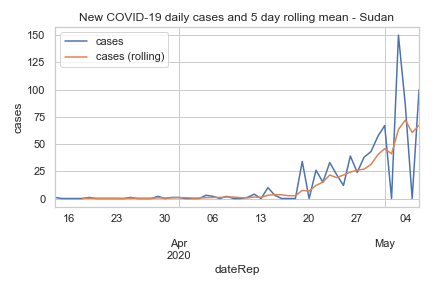 New COVID-19 daily cases and 5 day rolling mean - Sudan
cases
cases (rolling)
150
125
100
75
50
25
0
cases
16 23 30 06 13 20 27 04
Apr May
2020
dateRep